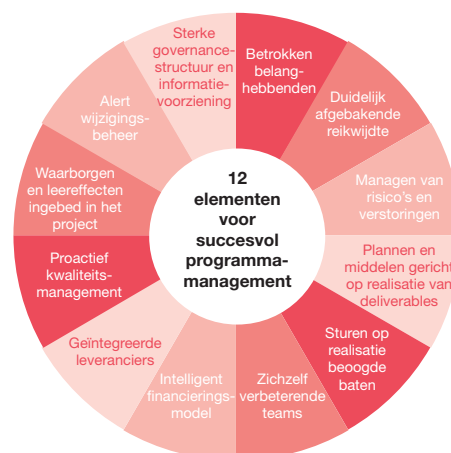 Sterke
governance-
structuur en
informatie-
voorziening
Betrokken
belang-
hebbenden
Duidelijk
afgebakende
reikwijdte
Managen van
risico's en
verstoringen
Plannen en
middelen gericht
op realisatie van
deliverables
Sturen op
realisatie
beoogde
baten
Zichzelf
verbeterende
teams
Intelligent
financierings-
model
Geïntegreerde
leveranciers
Proactief
kwaliteits-
management
Waarborgen
en leereffecten
ingebed in het
project
Alert
wijzigings-
beheer
12
elementen
voor
succesvol
programma-
management